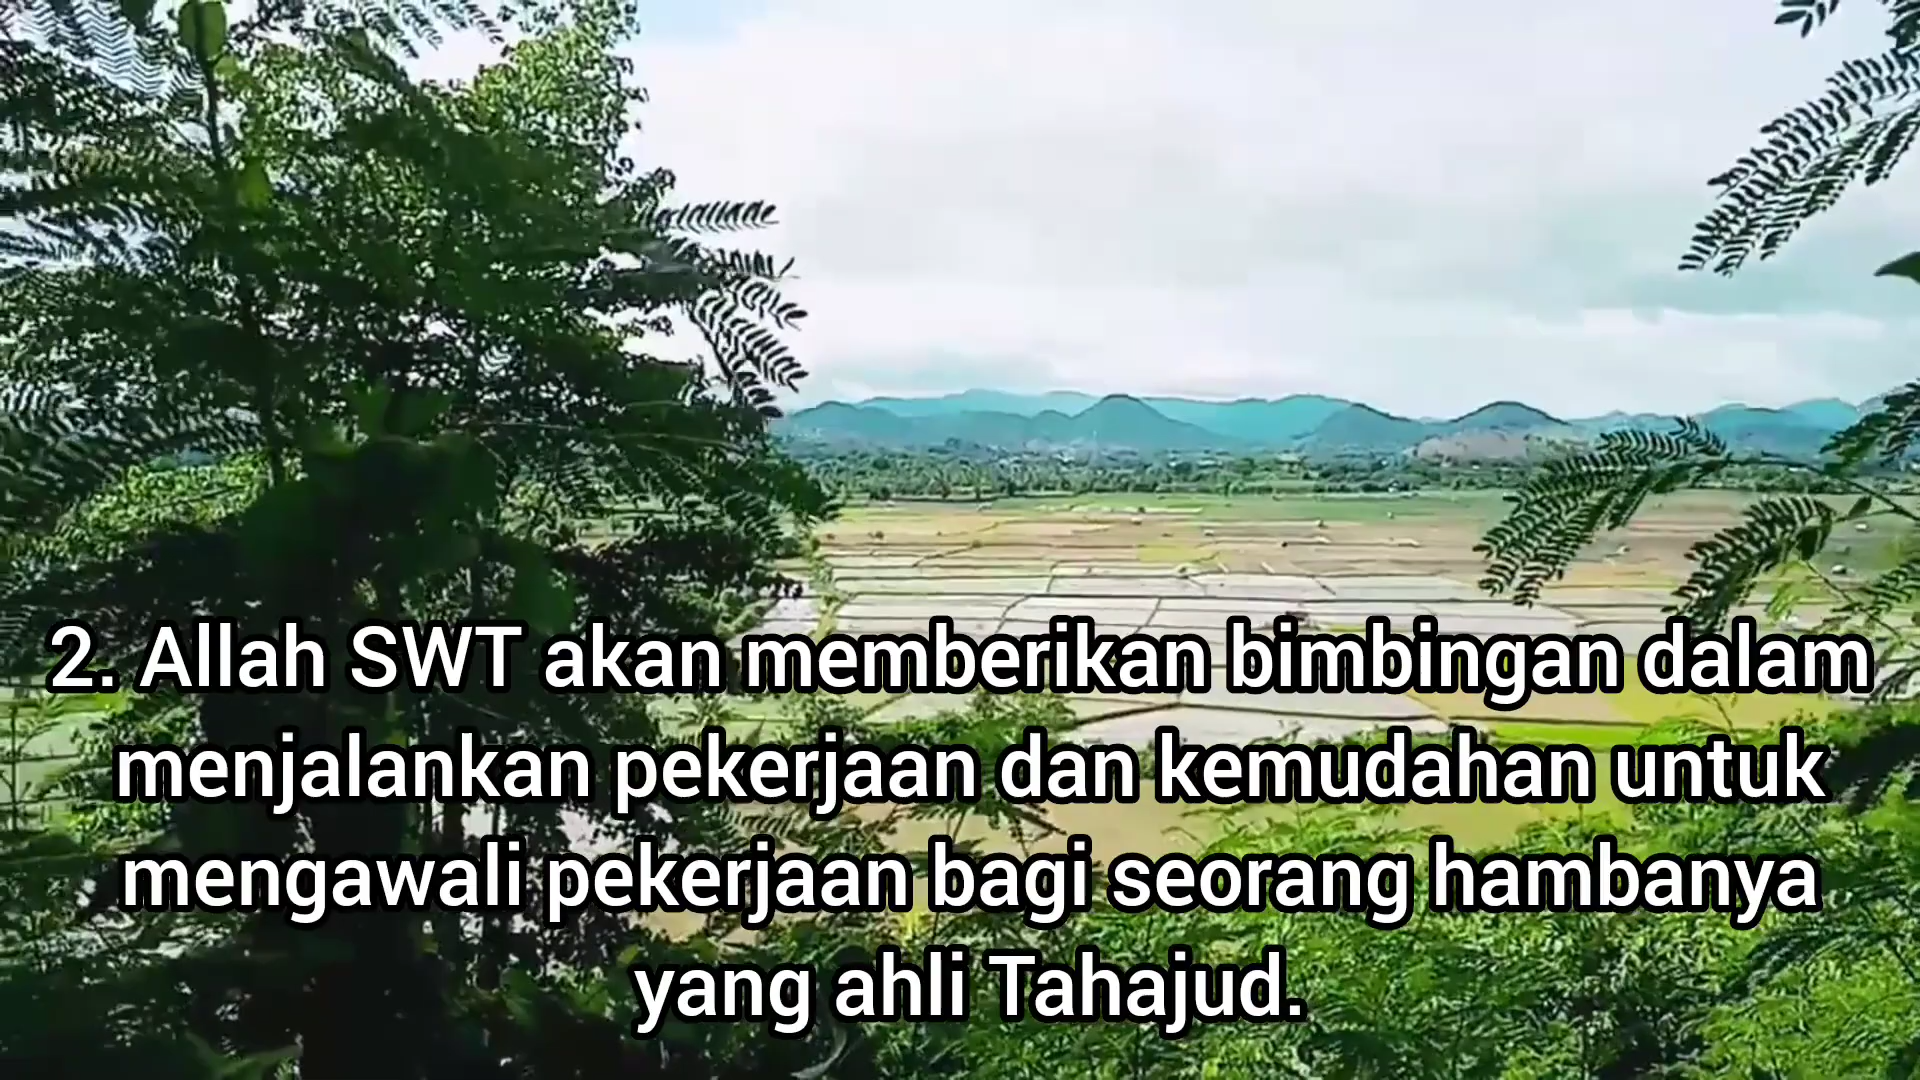 2. Allah SWT akan memberikan bimbingan dalam
menjalankan pekerjaan dan kemudahan untuk
mengawali pekerjaan bagi seorang hambanya
yang ahli Tahajud.